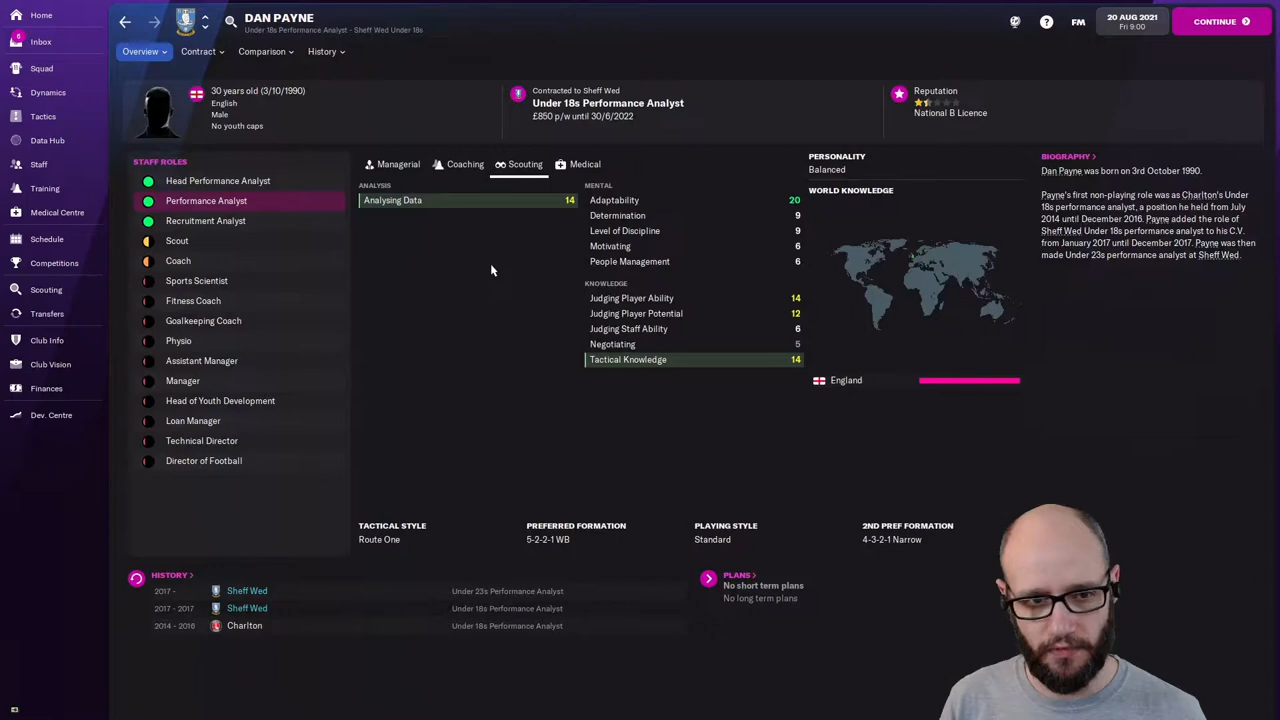 Home
DAN PAYNE
Under 18s Performance Analyst - Sheff Wed Under 18s
FM
20 AUG 2021
Fri 9:00
CONTINUE
6
Inbox
Overview
Contract
Comparison
History
Squad
Dynamics
Tactics
Data Hub
Staff
Training
Medical Centre
Schedule
Competitions
Scouting
Transfers
Club Info
Club Vision
Finances
Dev. Centre
30 years old (3/10/1990)
English
Male
No youth caps
Contracted to Sheff Wed
Under 18s Performance Analyst
£850 p/w until 30/6/2022
Reputation
National B Licence
STAFF ROLES
Head Performance Analyst
Performance Analyst
Recruitment Analyst
Scout
Coach
Sports Scientist
Fitness Coach
Goalkeeping Coach
Physio
Assistant Manager
Manager
Head of Youth Development
Loan Manager
Technical Director
Director of Football
Managerial
Coaching
Scouting
Medical
ANALYSIS
Analysing Data 14
MENTAL
Adaptability 20
Determination 9
Level of Discipline 9
Motivating 6
People Management 6
KNOWLEDGE
Judging Player Ability 14
Judging Player Potential 12
Judging Staff Ability 6
Negotiating 5
Tactical Knowledge 14
PERSONALITY
Balanced
WORLD KNOWLEDGE
England
BIOGRAPHY >
Dan Payne was born on 3rd October 1990.
Payne's first non-playing role was as Charlton's Under
18s performance analyst, a position he held from July
2014 until December 2016. Payne added the role of
Sheff Wed Under 18s performance analyst to his C.V.
from January 2017 until December 2017. Payne was then
made Under 23s performance analyst at Sheff Wed.
TACTICAL STYLE
Route One
PREFERRED FORMATION
5-2-2-1 WB
PLAYING STYLE
Standard
2ND PREF FORMATION
4-3-2-1 Narrow
HISTORY >
2017 - Sheff Wed Under 23s Performance Analyst
2017 - 2017 Sheff Wed Under 18s Performance Analyst
2014 - 2016 Charlton Under 18s Performance Analyst
PLANS >
No short term plans
No long term plans